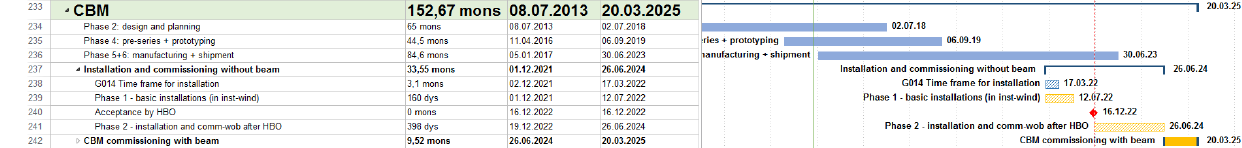 233 CBM 152,67 mons 08.07.2013 20.03.2025 20.03.25
234 Phase 2: design and planning 65 mons 08.07.2013 02.07.2018 02.07.18
235 Phase 4: pre-series + prototyping 44,5 mons 11.04.2016 06.09.2019 ries + prototyping 06.09.19
236 Phase 5+6: manufacturing + shipment 84,6 mons 05.01.2017 30.06.2023 manufacturing + shipment 30.06.23
237 Installation and commissioning without beam 33,55 mons 01.12.2021 26.06.2024 Installation and commissioning without beam 26.06.24
238 G014 Time frame for installation 3,1 mons 02.12.2021 17.03.2022 G014 Time frame for installation 17.03.22
239 Phase 1 - basic installations (in inst-wind) 160 dys 01.12.2021 12.07.2022 Phase 1 - basic installations (in inst-wind) 12.07.22
240 Acceptance by HBO 0 mons 16.12.2022 16.12.2022 16.12.22
241 Phase 2 - installation and comm-wob after HBO 398 dys 19.12.2022 26.06.2024 Phase 2 - installation and comm-wob after HBO 26.06.24
242 CBM commissioning with beam 9,52 mons 26.06.2024 20.03.2025 CBM commissioning with beam 20.03.25